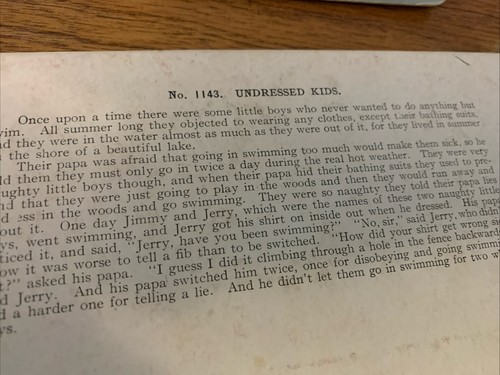 No. 1143. UNDRESSED KIDS.
Once upon a time there were some little boys who never wanted to do anything but
wim. All summer long they objected to wearing any clothes, except their bathing suits,
nd they were in the water almost as much as they were out of it, for they lived in summer
the shore of a beautiful lake.
Their papa was afraid that going in swimming too much would make them sick, so he
ld them they must only go in twice a day during the real hot weather. They were very
aughty little boys though, and when their papa hid their bathing suits they used to pre-
nd that they were just going to play in the woods and then they would run away and
ess in the woods and go swimming. They were so naughty they told their papa lies
out it. One day Jimmy and Jerry, which were the names of these two naughty little
ys, went swimming, and Jerry got his shirt on inside out when he dressed. His papa
ticed it, and said, "Jerry, have you been swimming?" "No, sir," said Jerry, who didn't
ow it was worse to tell a fib than to be switched. "How did your shirt get wrong si
t?" asked his papa. "I guess I did it climbing through a hole in the fence backwards
d Jerry. And his papa switched him twice, once for disobeying and going swimm
d a harder one for telling a lie. And he didn't let them go in swimming for two w
ys.